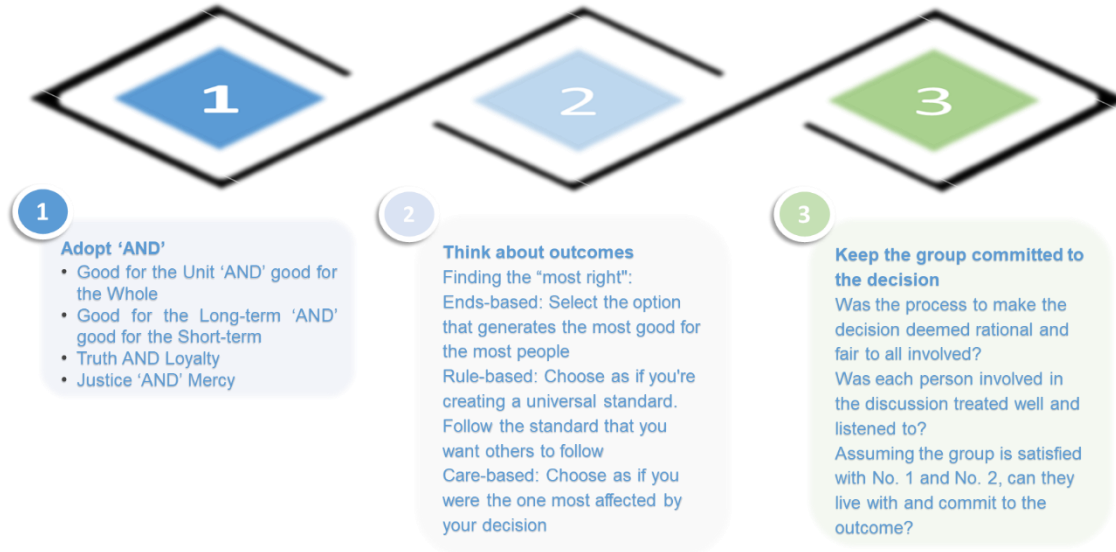 1
2
3
1
Adopt ‘AND’
• Good for the Unit ‘AND’ good for
the Whole
• Good for the Long-term ‘AND’
good for the Short-term
• Truth AND Loyalty
• Justice ‘AND’ Mercy
2
Think about outcomes
Finding the “most right":
Ends-based: Select the option
that generates the most good for
the most people
Rule-based: Choose as if you're
creating a universal standard.
Follow the standard that you
want others to follow
Care-based: Choose as if you
were the one most affected by
your decision
3
Keep the group committed to
the decision
Was the process to make the
decision deemed rational and
fair to all involved?
Was each person involved in
the discussion treated well and
listened to?
Assuming the group is satisfied
with No. 1 and No. 2, can they
live with and commit to the
outcome?